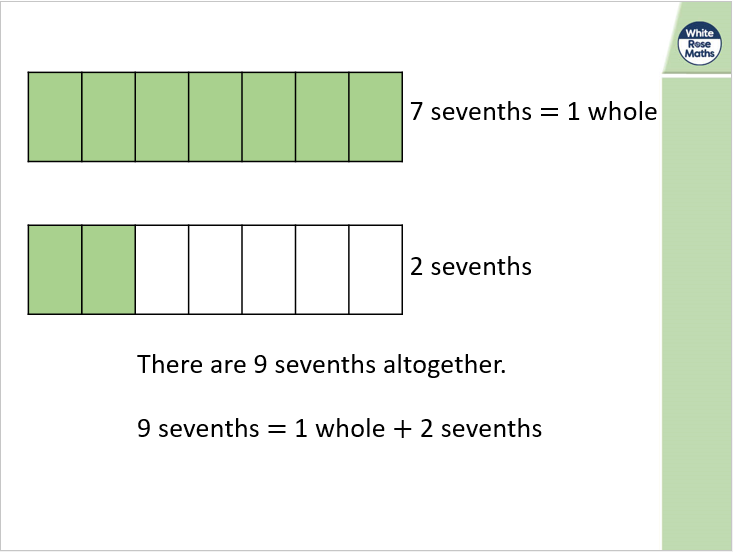 White
Rose
Maths
7 sevenths = 1 whole
2 sevenths
There are 9 sevenths altogether.
9 sevenths = 1 whole + 2 sevenths